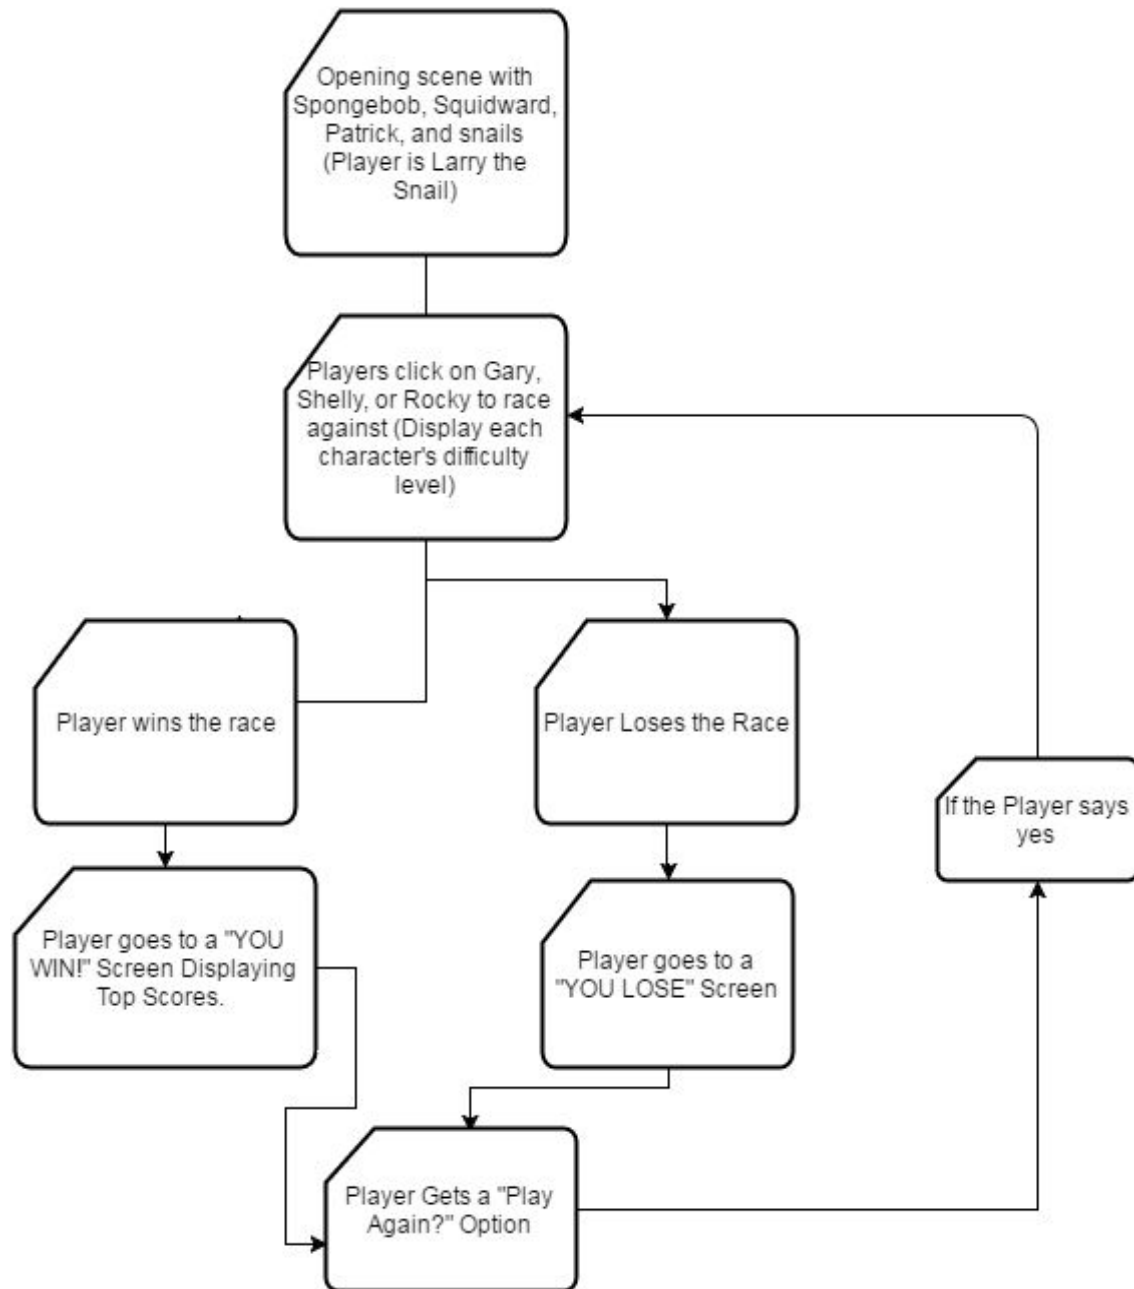 Opening scene with
Spongebob, Squidward,
Patrick, and snails
(Player is Larry the
Snail)
Players click on Gary,
Shelly, or Rocky to race
against (Display each
character's difficulty
level)
Player wins the race
Player Loses the Race
If the Player says
yes
Player goes to a "YOU
WIN!" Screen Displaying
Top Scores.
Player goes to a
"YOU LOSE" Screen
Player Gets a "Play
Again?" Option